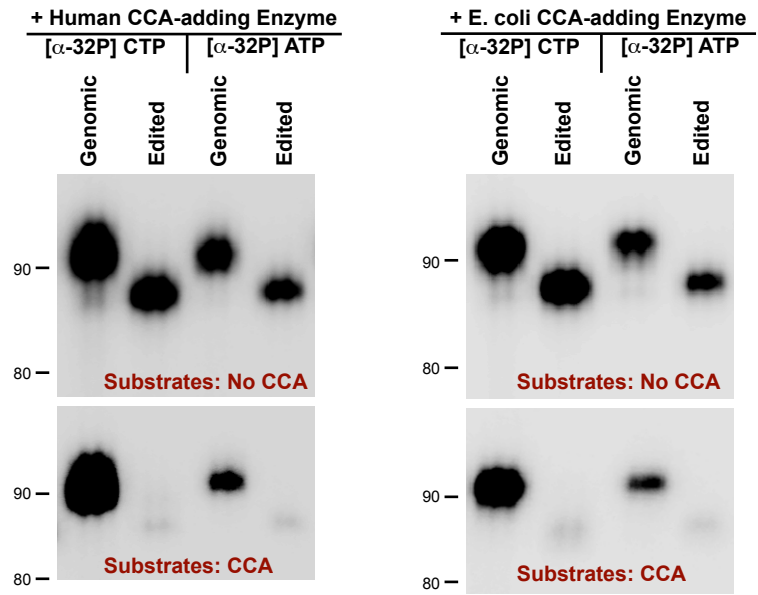 + Human CCA-adding Enzyme
[α-32P] CTP
[α-32P] ATP
Genomic
Edited
Genomic
Edited
90
80
Substrates: No CCA
90
80
Substrates: CCA
+ E. coli CCA-adding Enzyme
[α-32P] CTP
[α-32P] ATP
Genomic
Edited
Genomic
Edited
90
80
Substrates: No CCA
90
80
Substrates: CCA